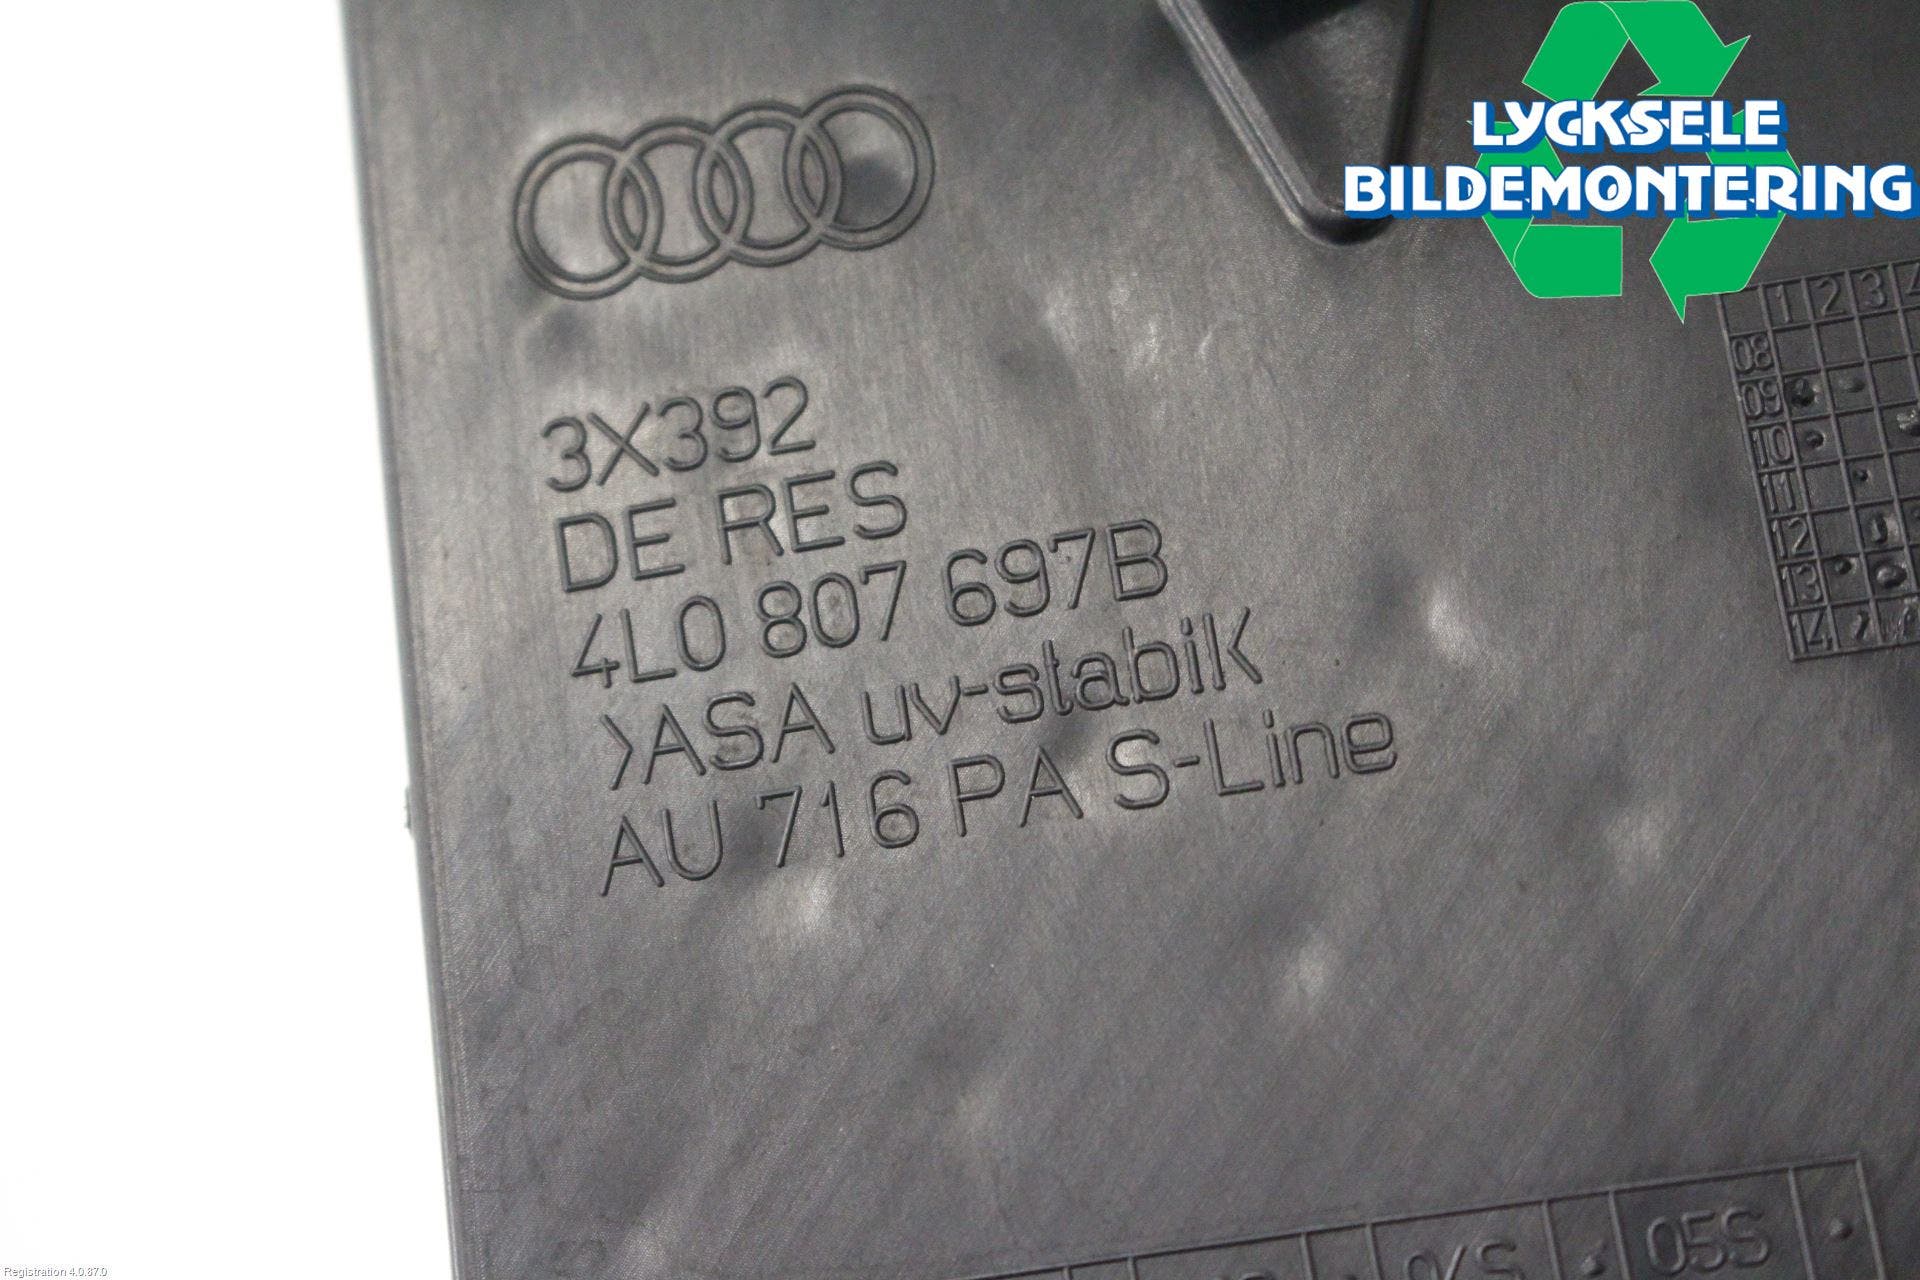 LYCKSELE
BILDEMONTERING
3X392
DE RES
4L0 807 697B
>ASA uv-stabiK
AU 716 PA S-Line
1 2 3 4
08
09
10
11
12
13
14
05S
Registration 4.0.87.0